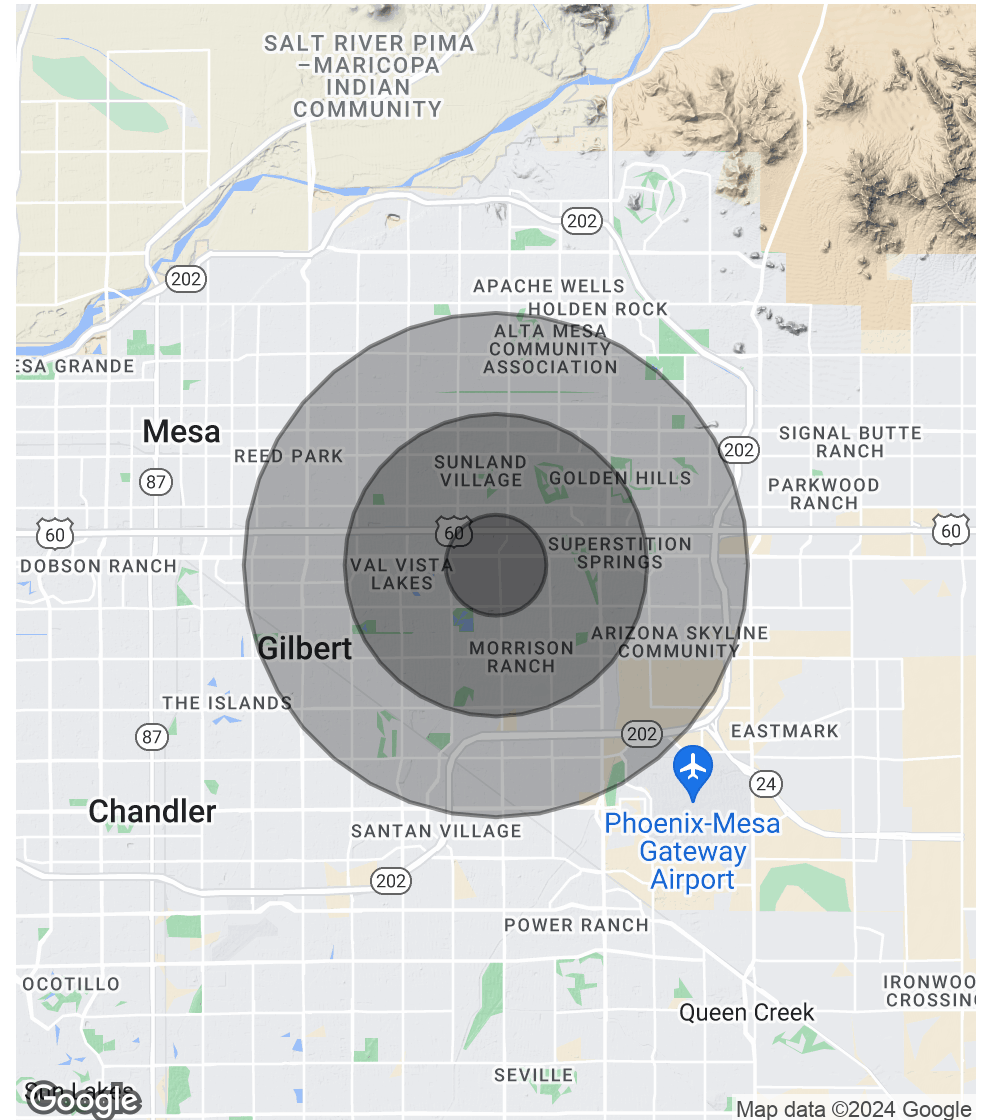 SALT RIVER PIMA
–MARICOPA
INDIAN
COMMUNITY
202
202
APACHE WELLS
HOLDEN ROCK
ALTA MESA
COMMUNITY
ASSOCIATION
ESA GRANDE
Mesa
SIGNAL BUTTE
RANCH
REED PARK
202
SUNLAND
VILLAGE
GOLDEN HILLS
87
PARKWOOD
RANCH
60
60
60
DOBSON RANCH
VAL VISTA
LAKES
SUPERSTITION
SPRINGS
ARIZONA SKYLINE
COMMUNITY
Gilbert
MORRISON
RANCH
THE ISLANDS
87
202
EASTMARK
24
Chandler
Phoenix-Mesa
Gateway
Airport
SANTAN VILLAGE
202
POWER RANCH
OCOTILLO
IRONWOO
CROSSING
Queen Creek
SEVILLE
Sun Lakes
Google
Map data ©2024 Google